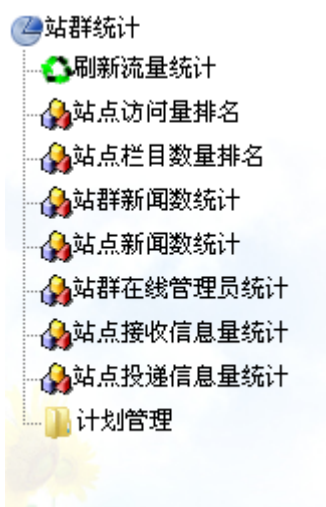 站群统计
刷新流量统计
站点访问量排名
站点栏目数量排名
站群新闻数统计
站点新闻数统计
站群在线管理员统计
站点接收信息量统计
站点投递信息量统计
计划管理